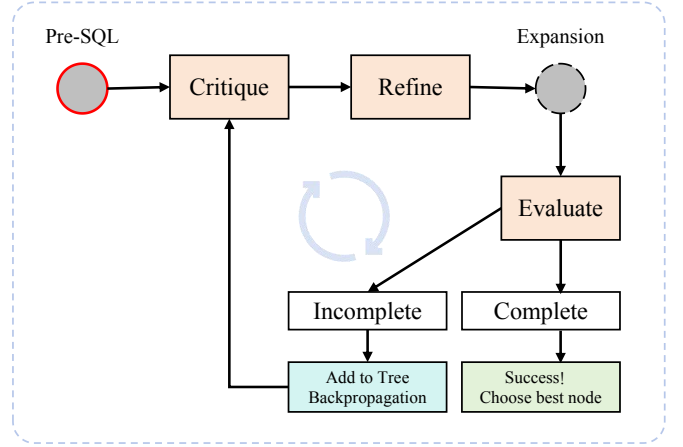 Pre-SQL
Expansion
Critique
Refine
Evaluate
Incomplete
Complete
Add to Tree
Backpropagation
Success!
Choose best node